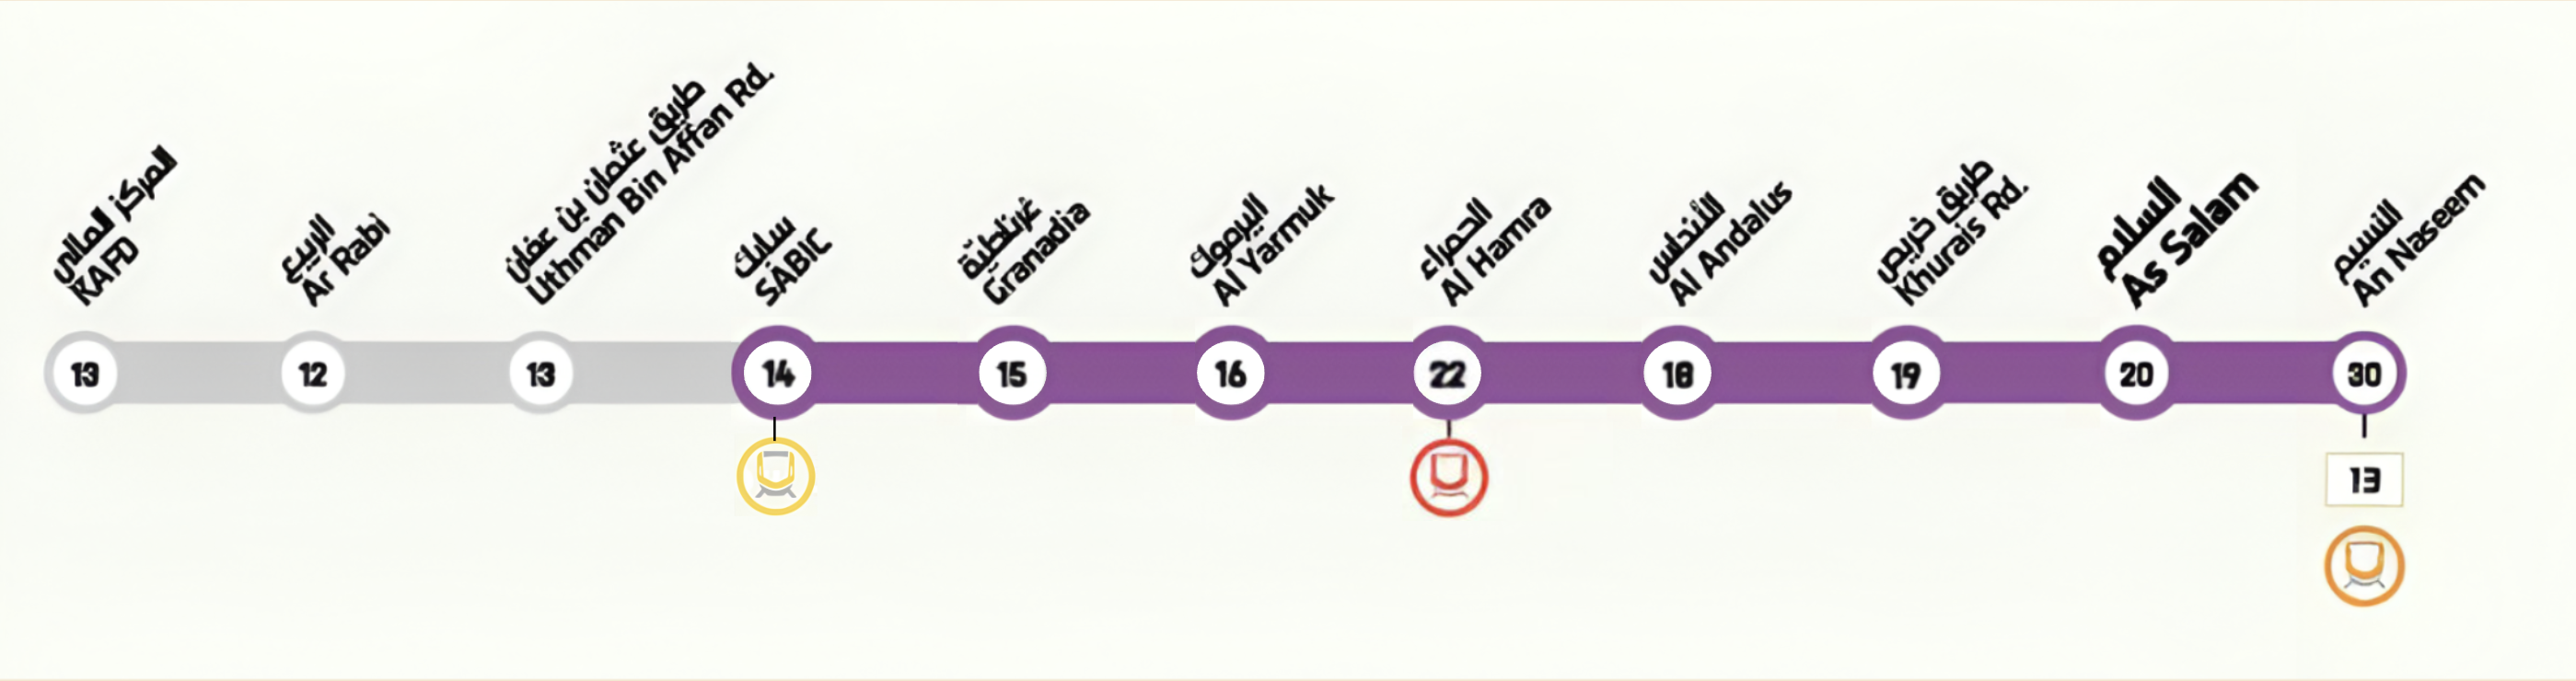 المركز المالي
KAFD
الربيع
Ar Rabi
طريق عثمان بن عفان
Uthman Bin Affan Rd.
سابك
SABIC
غرناطة
Granadia
اليرموك
Al Yarmuk
الحمراء
Al Hamra
الأندلس
Al Andalus
طريق خريص
Khurais Rd.
السلام
As Salam
النسيم
An Naseem
13
12
13
14
15
16
22
18
19
20
30
13